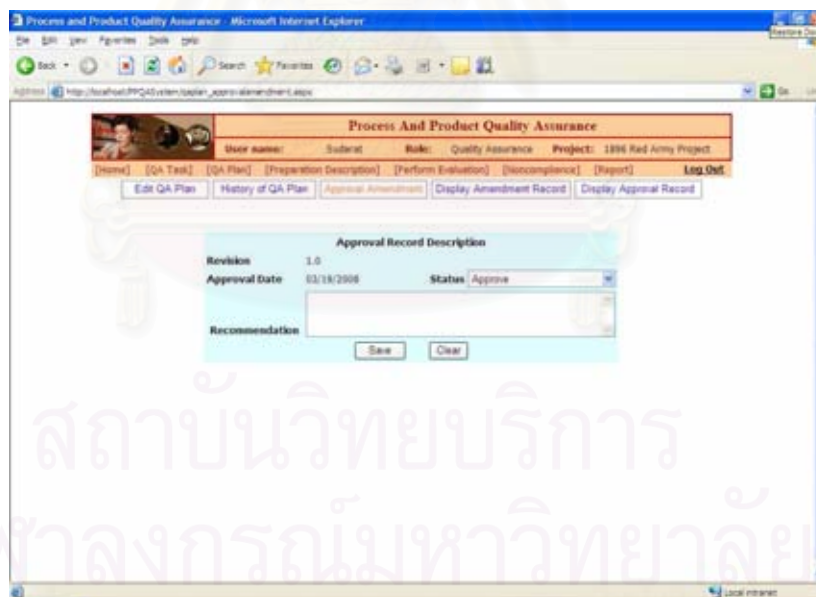 Process and Product Quality Assurance - Microsoft Internet Explorer
Restore Do
File Edit View Favorites Tools Help
Back Search Favorites
Address Go
Process And Product Quality Assurance
User name: Sudarat Role: Quality Assurance Project: 1896 Red Army Project
[Home] [QA Task] [QA Plan] [Preparation Description] [Perform Evaluation] [Noncompliance] [Report] Log Out
Edit QA Plan History of QA Plan Approval Amendment Display Amendment Record Display Approval Record
Approval Record Description
Revision 1.0
Approval Date 03/19/2008 Status Approve
Recommendation
Save Clear
สถาบันวิทยบริการ
จุฬาลงกรณ์มหาวิทยาลัย
Local intranet